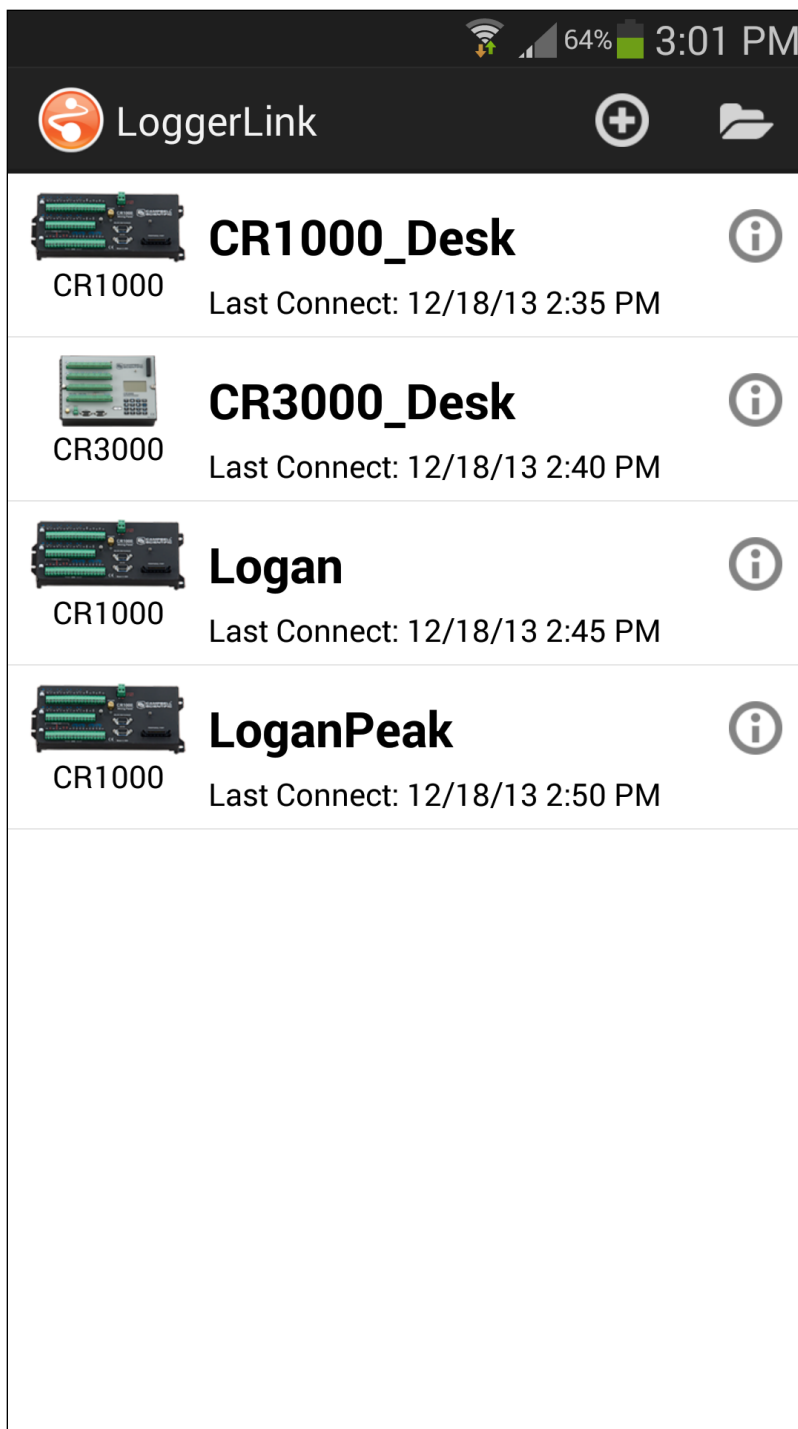 64% 3:01 PM
LoggerLink
CR1000_Desk
CR1000
Last Connect: 12/18/13 2:35 PM
CR3000_Desk
CR3000
Last Connect: 12/18/13 2:40 PM
Logan
CR1000
Last Connect: 12/18/13 2:45 PM
LoganPeak
CR1000
Last Connect: 12/18/13 2:50 PM